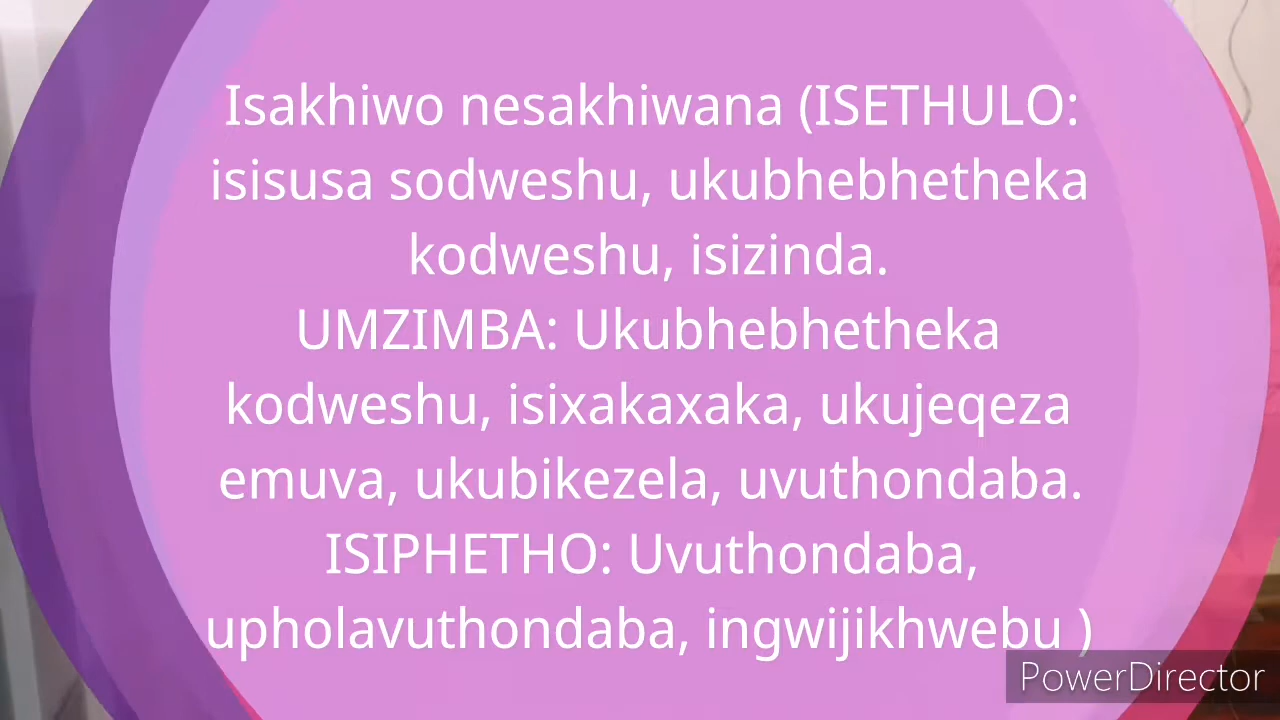 Isakhiwo nesakhiwana (ISETHULO:
isisusa sodweshu, ukubhebhetheka
kodweshu, isizinda.
UMZIMBA: Ukubhebhetheka
kodweshu, isixakaxaka, ukujeqeza
emuva, ukubikezela, uvuthondaba.
ISIPHETHO: Uvuthondaba,
upholavuthondaba, ingwijikhwebu )
PowerDirector